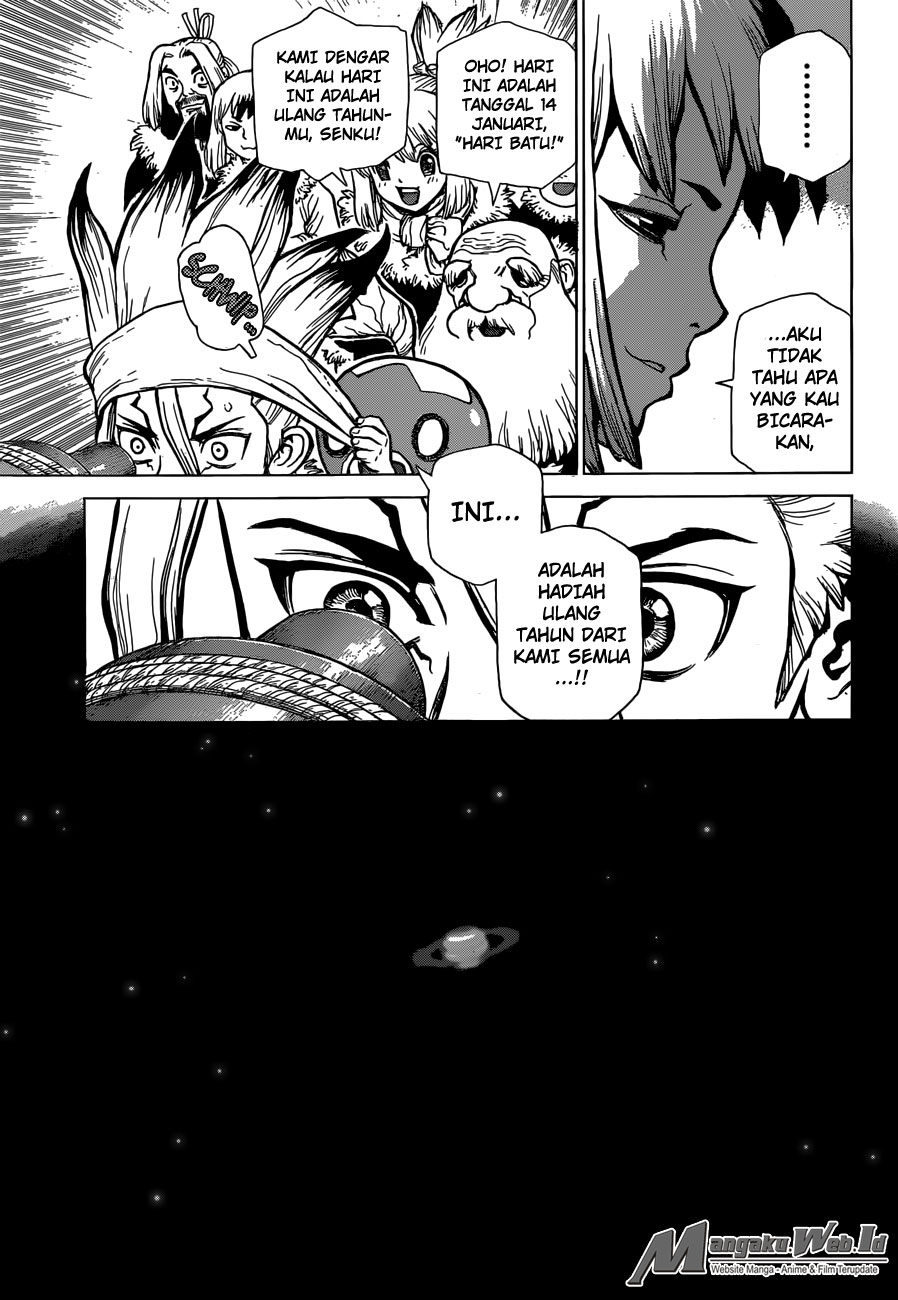 .......
...AKU
TIDAK
TAHU APA
YANG KAU
BICARA-
KAN,
OHO! HARI
INI ADALAH
TANGGAL 14
JANUARI,
"HARI BATU!"
KAMI DENGAR
KALAU HARI
INI ADALAH
ULANG TAHUN-
MU, SENKU!
INI...
ADALAH
HADIAH
ULANG
TAHUN DARI
KAMI SEMUA
...!!
Mangaku.Web.Id
Website Manga - Anime & Film Terupdate